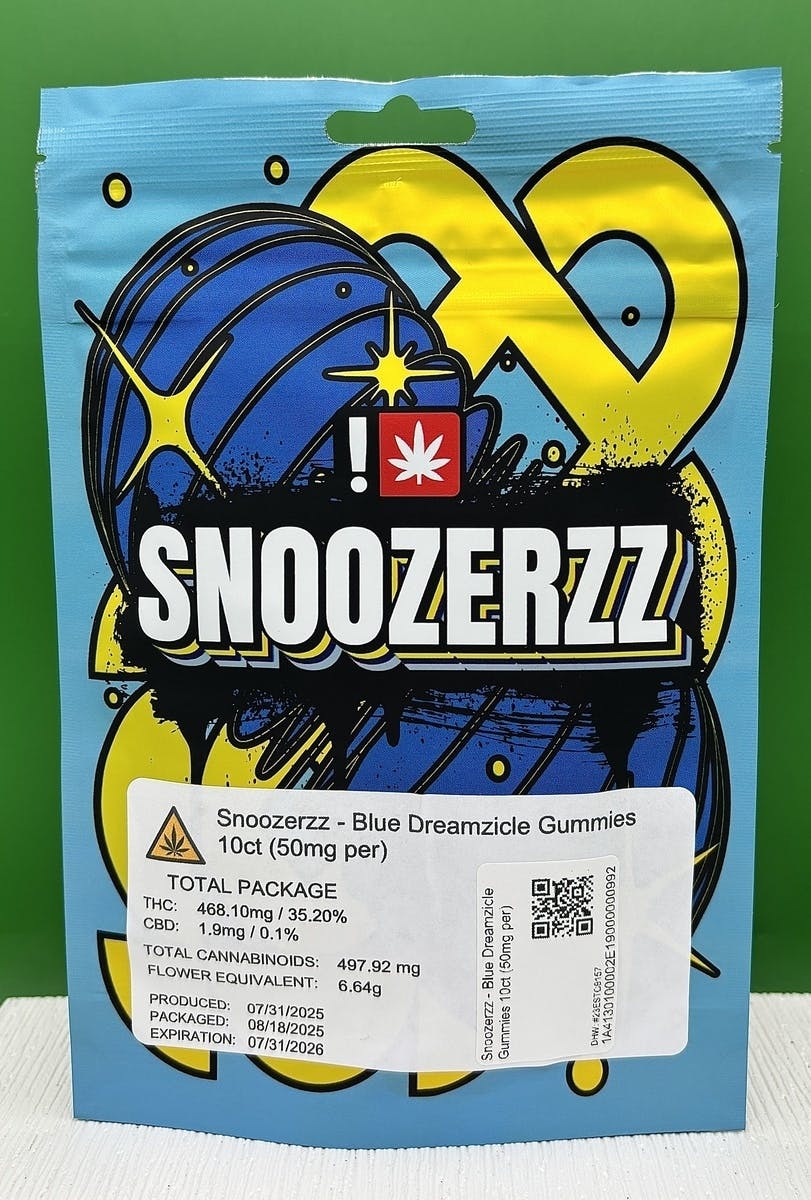 !
SNOOZERZZ
Snoozerzz - Blue Dreamzicle Gummies
10ct (50mg per)
TOTAL PACKAGE
THC: 468.10mg / 35.20%
CBD: 1.9mg / 0.1%
TOTAL CANNABINOIDS: 497.92 mg
FLOWER EQUIVALENT: 6.64g
PRODUCED: 07/31/2025
PACKAGED: 08/18/2025
EXPIRATION: 07/31/2026
Snoozerzz - Blue Dreamzicle
Gummies 10ct (50mg per)
1A4130100002E19000000992